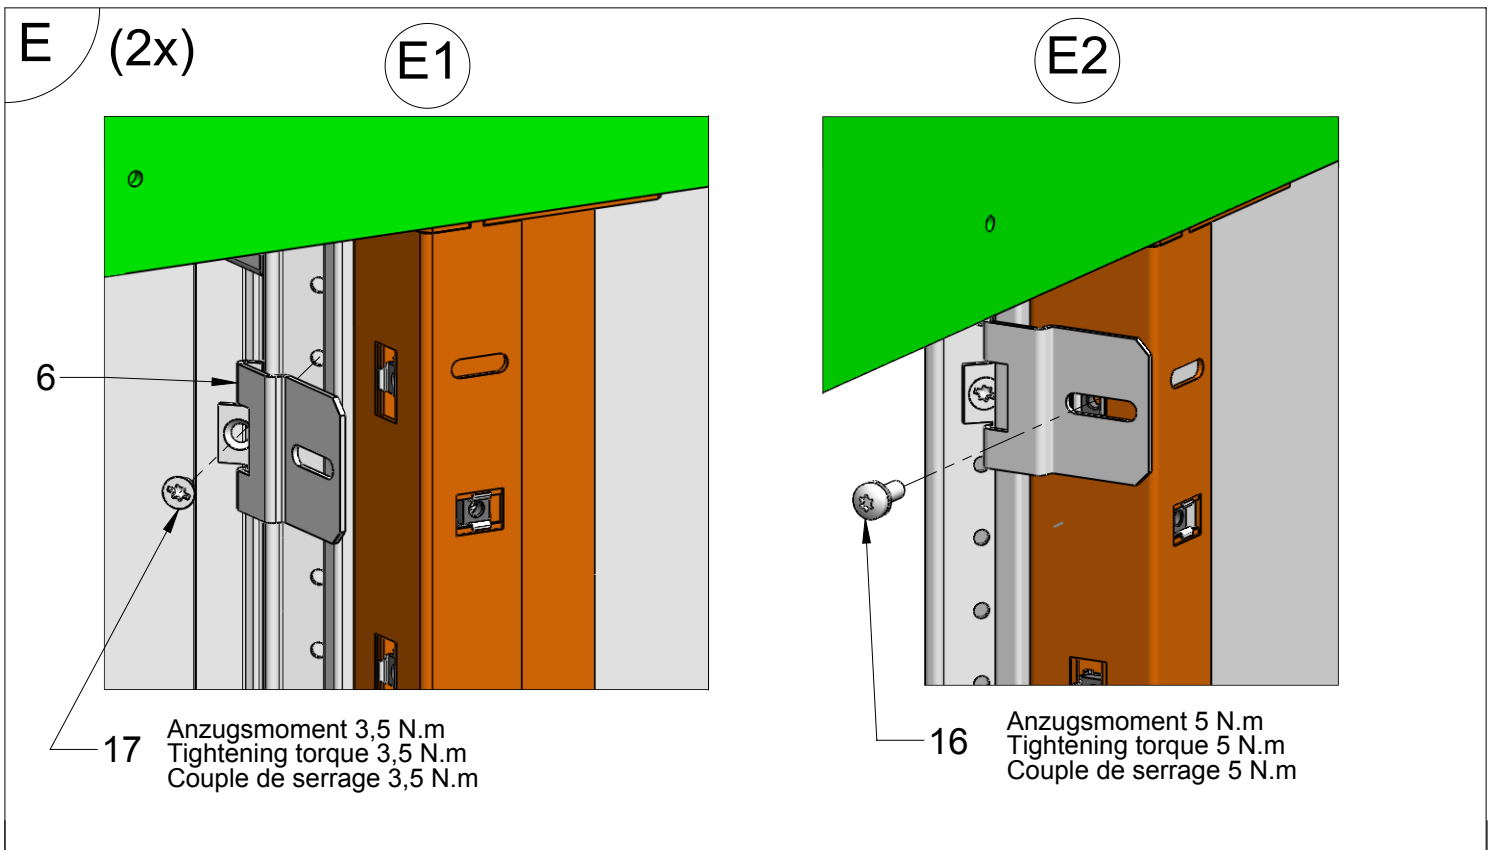 E
(2x)
E1
E2
6
17
Anzugsmoment 3,5 N.m
Tightening torque 3,5 N.m
Couple de serrage 3,5 N.m
16
Anzugsmoment 5 N.m
Tightening torque 5 N.m
Couple de serrage 5 N.m